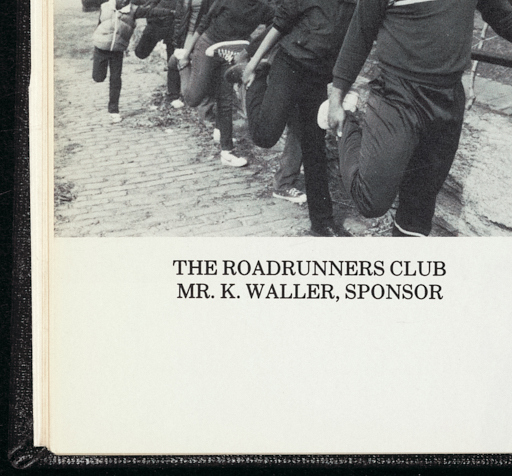 THE ROADRUNNERS CLUB
MR. K. WALLER, SPONSOR